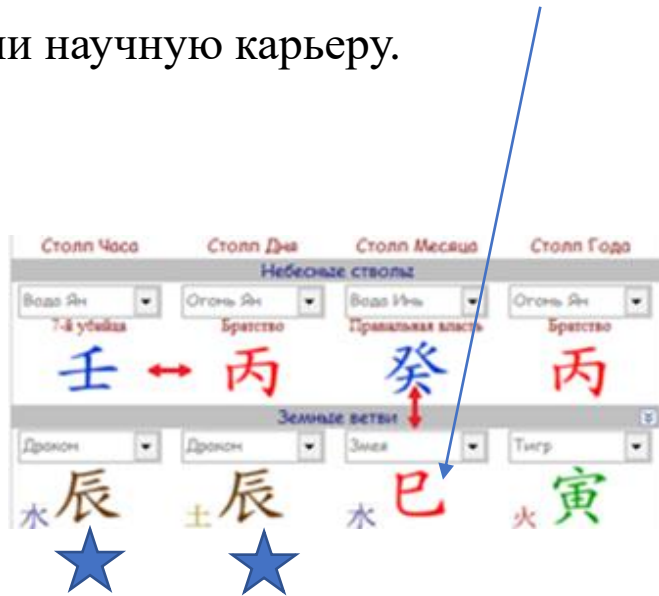 ли научную карьеру.
Столп Часа Столп Дня Столп Месяца Столп Года
Небесные стволы
Вода Ян Огонь Ян Вода Инь Огонь Ян
7-й убийца Братство Правильная власть Братство
壬 丙 癸 丙
Земные ветви
Дракон Дракон Змея Тигр
水 辰 土 辰 水 巳 火 寅